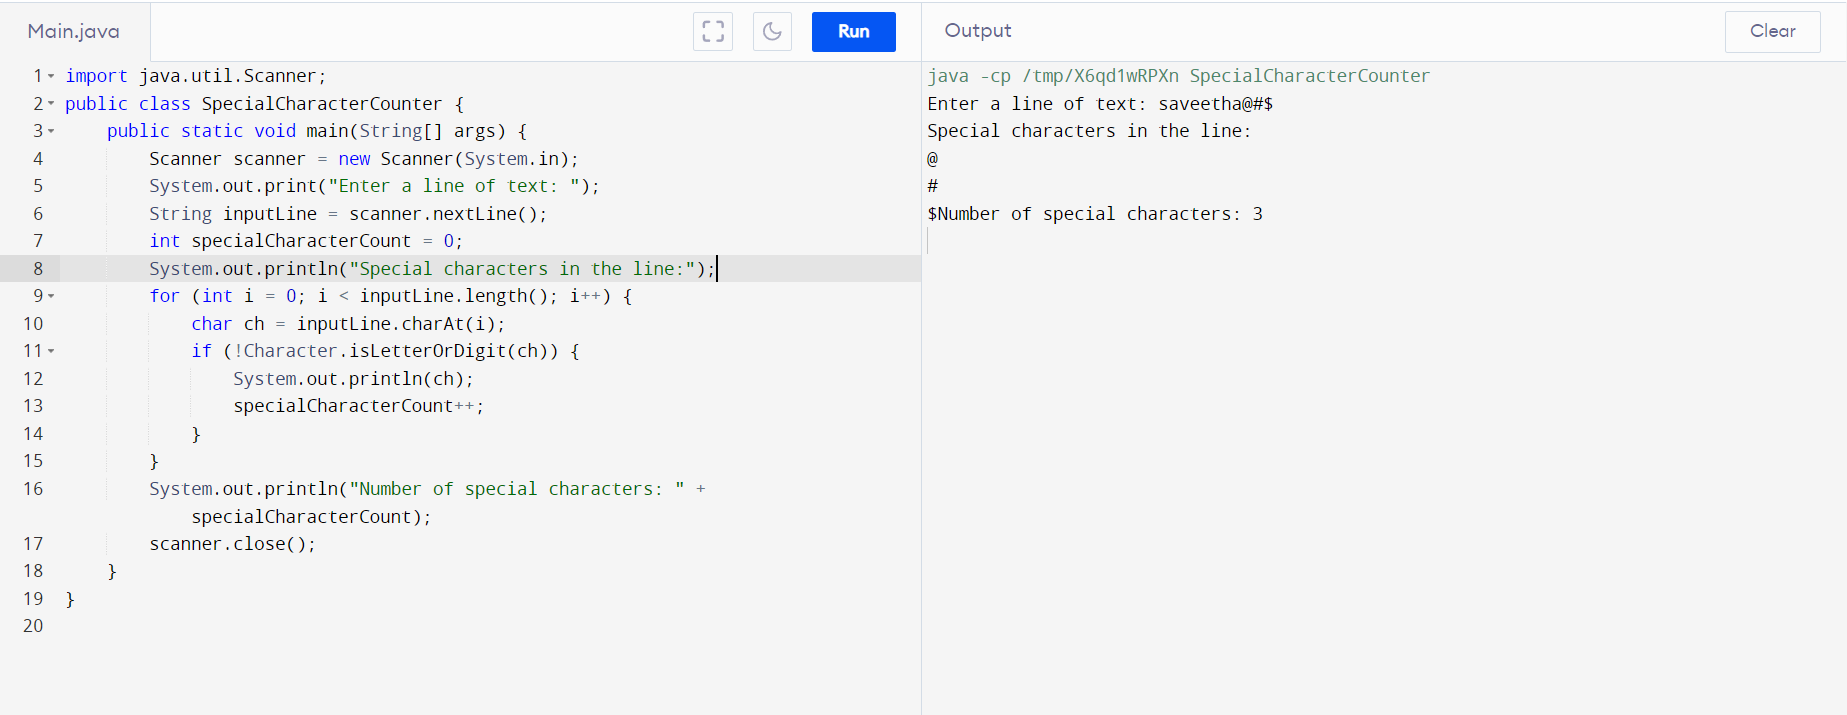 Main.java
Run
Output
Clear
1 import java.util.Scanner;
2 public class SpecialCharacterCounter {
3     public static void main(String[] args) {
4         Scanner scanner = new Scanner(System.in);
5         System.out.print("Enter a line of text: ");
6         String inputLine = scanner.nextLine();
7         int specialCharacterCount = 0;
8         System.out.println("Special characters in the line:");
9         for (int i = 0; i < inputLine.length(); i++) {
10             char ch = inputLine.charAt(i);
11             if (!Character.isLetterOrDigit(ch)) {
12                 System.out.println(ch);
13                 specialCharacterCount++;
14             }
15         }
16         System.out.println("Number of special characters: " +
            specialCharacterCount);
17         scanner.close();
18     }
19 }
20
java -cp /tmp/X6qd1wRPXn SpecialCharacterCounter
Enter a line of text: saveetha@#$
Special characters in the line:
@
#
$Number of special characters: 3